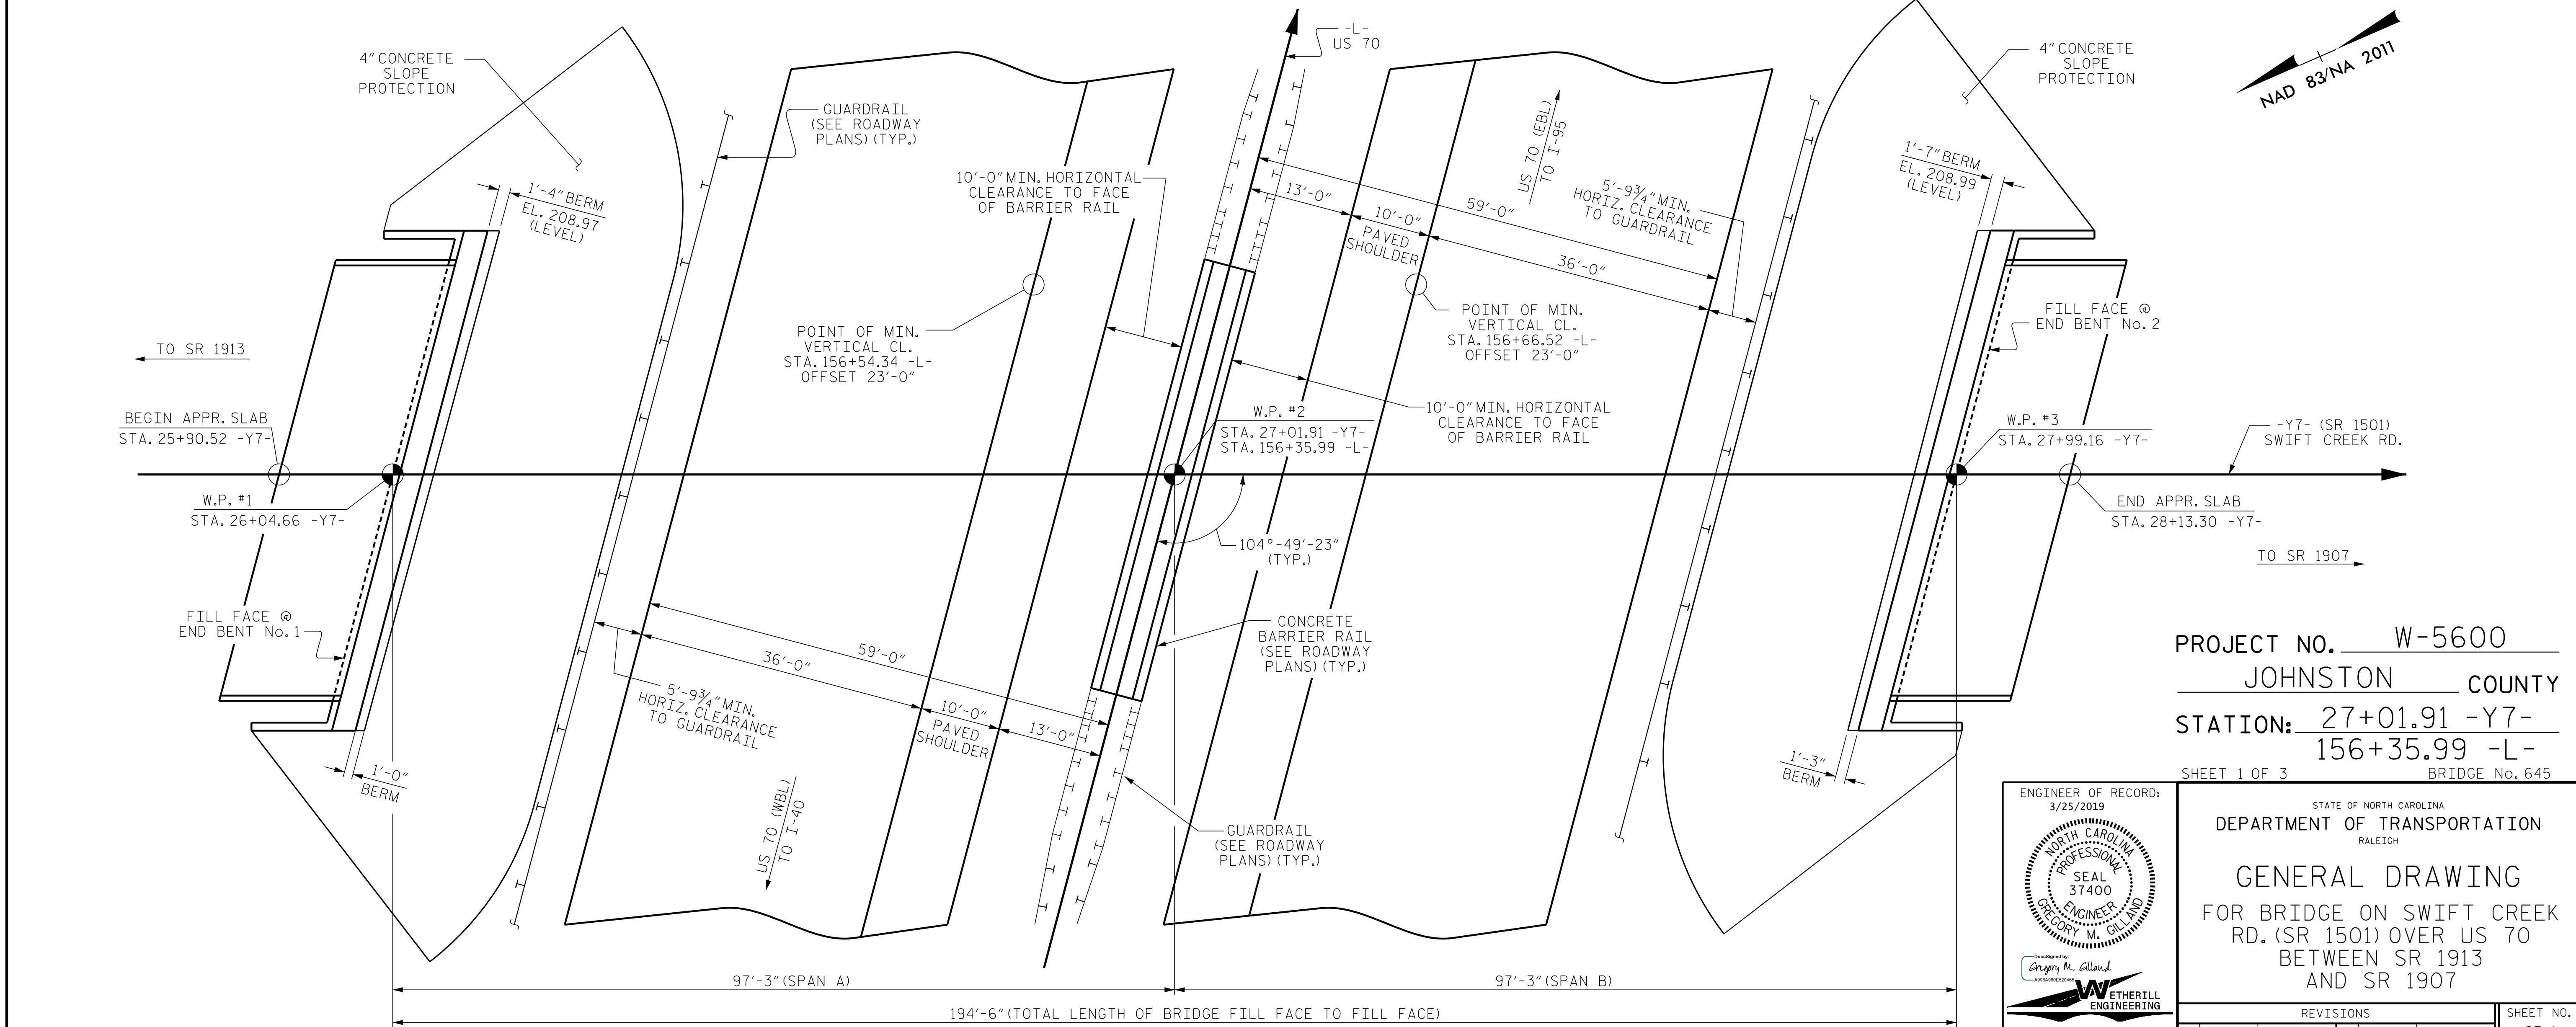 4" CONCRETE
SLOPE
PROTECTION
-L-
US 70
4" CONCRETE
SLOPE
PROTECTION
NAD 83/NA 2011
GUARDRAIL
(SEE ROADWAY
PLANS) (TYP.)
10'-0" MIN. HORIZONTAL
CLEARANCE TO FACE
OF BARRIER RAIL
1'-4" BERM
EL. 208.97
(LEVEL)
13'-0"
10'-0"
PAVED
SHOULDER
59'-0"
36'-0"
US 70 (EBL)
TO I-95
5'-9¾" MIN.
HORIZ. CLEARANCE
TO GUARDRAIL
1'-7" BERM
EL. 208.99
(LEVEL)
POINT OF MIN.
VERTICAL CL.
STA. 156+54.34 -L-
OFFSET 23'-0"
POINT OF MIN.
VERTICAL CL.
STA. 156+66.52 -L-
OFFSET 23'-0"
FILL FACE @
END BENT No. 2
TO SR 1913
BEGIN APPR. SLAB
STA. 25+90.52 -Y7-
W.P. #2
STA. 27+01.91 -Y7-
STA. 156+35.99 -L-
10'-0" MIN. HORIZONTAL
CLEARANCE TO FACE
OF BARRIER RAIL
W.P. #3
STA. 27+99.16 -Y7-
-Y7- (SR 1501)
SWIFT CREEK RD.
W.P. #1
STA. 26+04.66 -Y7-
END APPR. SLAB
STA. 28+13.30 -Y7-
104°-49'-23"
(TYP.)
TO SR 1907
FILL FACE @
END BENT No. 1
CONCRETE
BARRIER RAIL
(SEE ROADWAY
PLANS) (TYP.)
59'-0"
36'-0"
10'-0"
PAVED
SHOULDER
13'-0"
5'-9¾" MIN.
HORIZ. CLEARANCE
TO GUARDRAIL
1'-0"
BERM
US 70 (WBL)
TO I-40
GUARDRAIL
(SEE ROADWAY
PLANS) (TYP.)
1'-3"
BERM
97'-3" (SPAN A)
97'-3" (SPAN B)
194'-6" (TOTAL LENGTH OF BRIDGE FILL FACE TO FILL FACE)
PROJECT NO. W-5600
JOHNSTON COUNTY
STATION: 27+01.91 -Y7-
156+35.99 -L-
SHEET 1 OF 3 BRIDGE No. 645
ENGINEER OF RECORD:
3/25/2019
NORTH CAROLINA
PROFESSIONAL
SEAL
37400
ENGINEER
GREGORY M. GILLAND
DocuSigned by:
Gregory M. Gilland
WETHERILL
ENGINEERING
STATE OF NORTH CAROLINA
DEPARTMENT OF TRANSPORTATION
RALEIGH
GENERAL DRAWING
FOR BRIDGE ON SWIFT CREEK
RD. (SR 1501) OVER US 70
BETWEEN SR 1913
AND SR 1907
REVISIONS
SHEET NO.